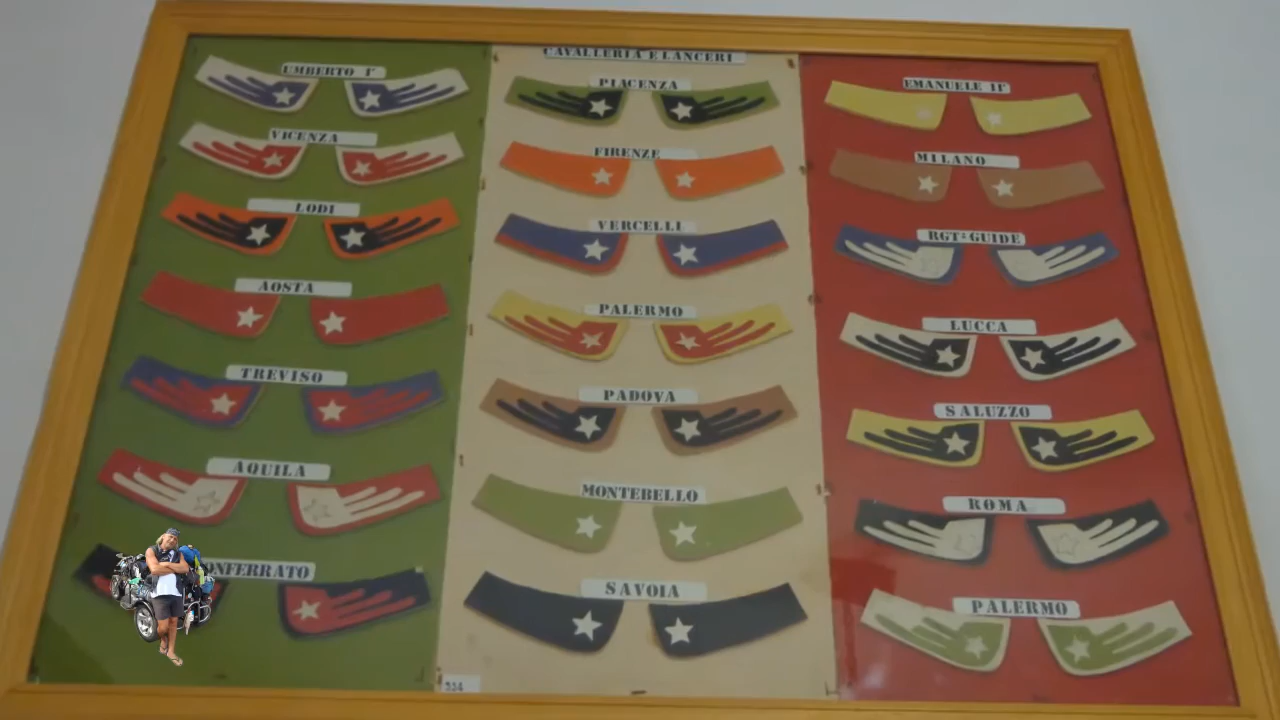 CAVALLERIA E LANCERI
UMBERTO I°
VICENZA
LODI
AOSTA
TREVISO
AQUILA
ONFERRATO
PIACENZA
FIRENZE
VERCELLI
PALERMO
PADOVA
MONTEBELLO
SAVOIA
534
EMANUELE II°
MILANO
RGT° GUIDE
LUCCA
SALUZZO
ROMA
PALERMO